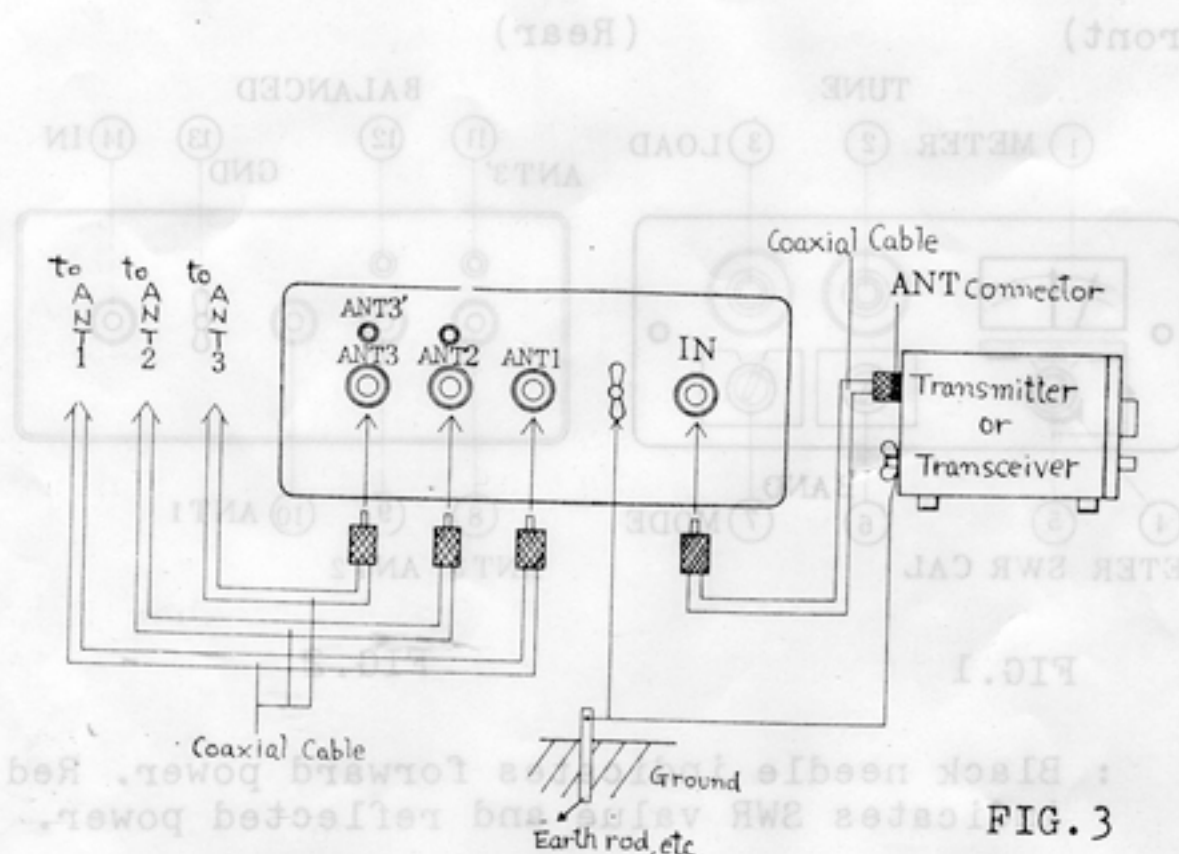 (Rear)
ront)
BALANCED
TUNE
IN 14
13
12
11
LOAD 3
2
METER 1
GND
ANT3'
Coaxial Cable
to ANT 1
to ANT 2
to ANT 3
ANT connector
ANT3'
ANT3
ANT2
ANT1
IN
Transmitter
or
Transceiver
BAND
ANT1 10
9
8
MODE 7
6
5
4
ANT2
ETER SWR CAL
FIG.2
FIG.1
Coaxial Cable
: Black needle indicates forward power. Red
Ground
indicates SWR value and reflected power.
FIG. 3
Earth rod, etc